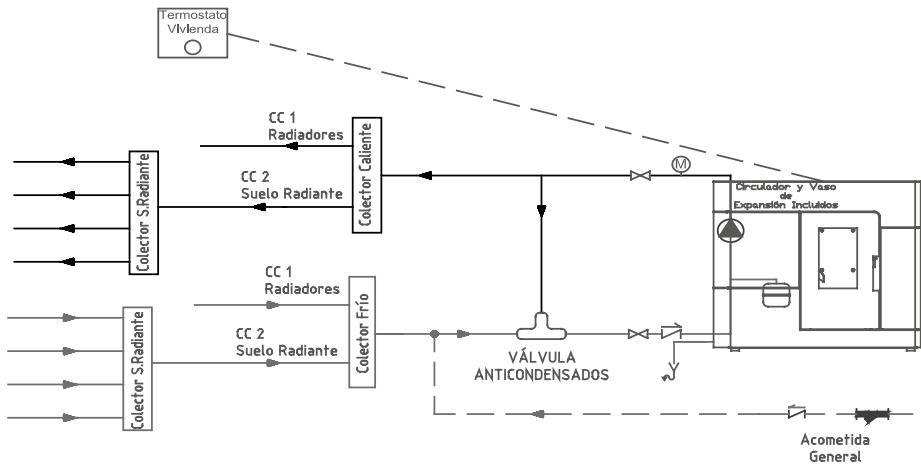 Termostato
Vivienda
CC 1
Radiadores
CC 2
Suelo Radiante
Colector S.Radiante
Colector Caliente
M
Circulador y Vaso
de
Expansión Incluidos
CC 1
Radiadores
CC 2
Suelo Radiante
Colector S.Radiante
Colector Frío
VÁLVULA
ANTICONDENSADOS
Acometida
General